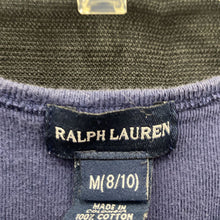 RALPH LAUREN
M(8/10)
MADE IN
100% COTTON